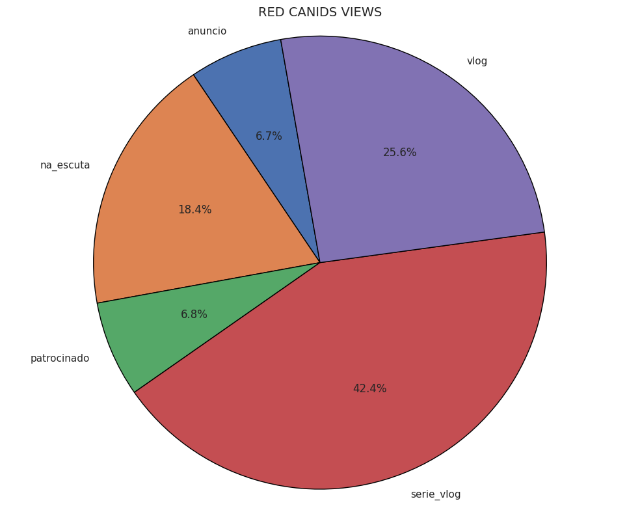 RED CANIDS VIEWS
anuncio
vlog
6.7%
25.6%
na_escuta
18.4%
6.8%
patrocinado
42.4%
serie_vlog